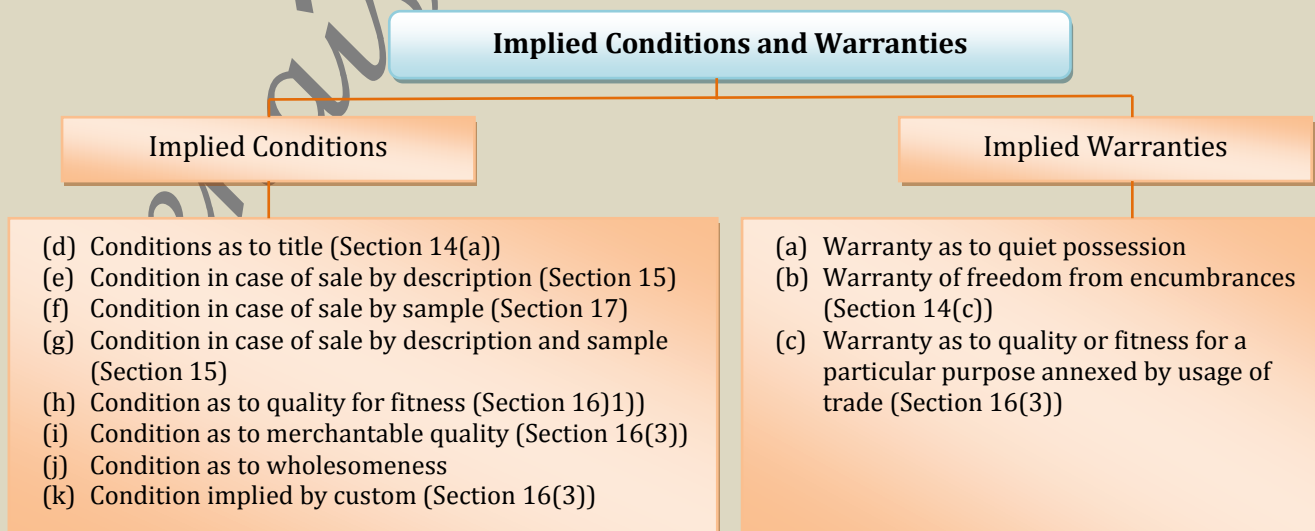 Implied Conditions and Warranties
Implied Conditions
Implied Warranties
(d) Conditions as to title (Section 14(a))
(e) Condition in case of sale by description (Section 15)
(f) Condition in case of sale by sample (Section 17)
(g) Condition in case of sale by description and sample
(Section 15)
(h) Condition as to quality for fitness (Section 16)1))
(i) Condition as to merchantable quality (Section 16(3))
(j) Condition as to wholesomeness
(k) Condition implied by custom (Section 16(3))
(a) Warranty as to quiet possession
(b) Warranty of freedom from encumbrances
(Section 14(c))
(c) Warranty as to quality or fitness for a
particular purpose annexed by usage of
trade (Section 16(3))